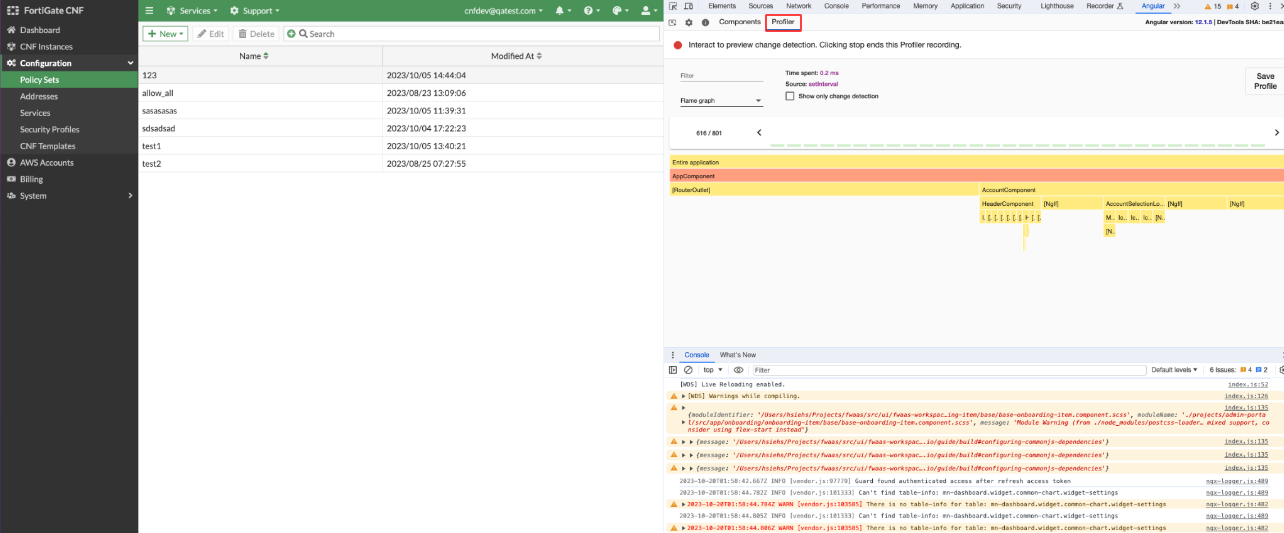 FortiGate CNF
Services
Support
cnfdev@qatest.com
Dashboard
CNF Instances
Configuration
Policy Sets
Addresses
Services
Security Profiles
CNF Templates
AWS Accounts
Billing
System
New
Edit
Delete
Search
Name Modified At
123 2023/10/05 14:44:04
allow_all 2023/08/23 13:09:06
sasasasas 2023/10/05 11:39:31
sdsadsad 2023/10/04 17:22:23
test1 2023/10/05 13:40:21
test2 2023/08/25 07:27:55
Elements Sources Network Console Performance Memory Application Security Lighthouse Recorder Angular 15 4
Components Profiler
Angular version: 12.1.5 | DevTools SHA: be21ea
Interact to preview change detection. Clicking stop ends this Profiler recording.
Filter
Flame graph
Time spent: 0.2 ms
Source: setInterval
Show only change detection
Save
Profile
616 / 801
Entire application
AppComponent
[RouterOutlet] AccountComponent
HeaderComponent [NgIf] AccountSelectionLo... [NgIf] [NgIf]
M.. Ic.. Ic.. Ic.. [N..
[N..
Console What's New
top Filter Default levels 6 Issues: 4 2
[WDS] Live Reloading enabled. index.js:52
[WDS] Warnings while compiling. index.js:126
index.js:135
{moduleIdentifier: '/Users/hsiehs/Projects/fwaas/src/ui/fwaas-workspac…ing-item/base/base-onboarding-item.component.scss', moduleName: './projects/admin-port
al/src/app/onboarding/onboarding-item/base/base-onboarding-item.component.scss', message: 'Module Warning (from ./node_modules/postcss-loader… mixed support, co
nsider using flex-start instead'}
{message: '/Users/hsiehs/Projects/fwaas/src/ui/fwaas-workspac….io/guide/build#configuring-commonjs-dependencies'} index.js:135
{message: '/Users/hsiehs/Projects/fwaas/src/ui/fwaas-workspac….io/guide/build#configuring-commonjs-dependencies'} index.js:135
{message: '/Users/hsiehs/Projects/fwaas/src/ui/fwaas-workspac….io/guide/build#configuring-commonjs-dependencies'} index.js:135
2023-10-20T01:58:42.667Z INFO [vendor.js:97779] Guard found authenticated access after refresh access token ngx-logger.js:489
2023-10-20T01:58:44.782Z INFO [vendor.js:101333] Can't find table-info: mn-dashboard.widget.common-chart.widget-settings ngx-logger.js:489
2023-10-20T01:58:44.784Z WARN [vendor.js:103585] There is no table-info for table: mn-dashboard.widget.common-chart.widget-settings ngx-logger.js:482
2023-10-20T01:58:44.805Z INFO [vendor.js:101333] Can't find table-info: mn-dashboard.widget.common-chart.widget-settings ngx-logger.js:489
2023-10-20T01:58:44.806Z WARN [vendor.js:103585] There is no table-info for table: mn-dashboard.widget.common-chart.widget-settings ngx-logger.js:482